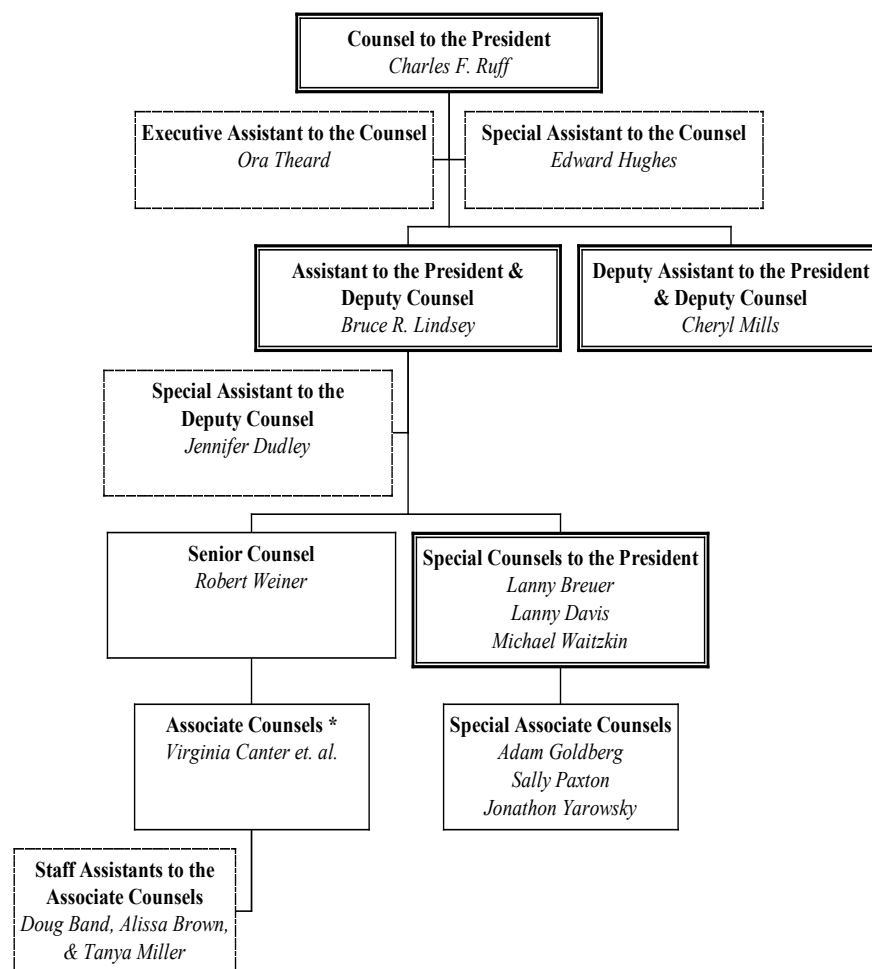 Counsel to the President
Charles F. Ruff
Executive Assistant to the Counsel
Ora Theard
Special Assistant to the Counsel
Edward Hughes
Assistant to the President &
Deputy Counsel
Bruce R. Lindsey
Deputy Assistant to the President
& Deputy Counsel
Cheryl Mills
Special Assistant to the
Deputy Counsel
Jennifer Dudley
Senior Counsel
Robert Weiner
Special Counsels to the President
Lanny Breuer
Lanny Davis
Michael Waitzkin
Associate Counsels *
Virginia Canter et. al.
Special Associate Counsels
Adam Goldberg
Sally Paxton
Jonathon Yarowsky
Staff Assistants to the
Associate Counsels
Doug Band, Alissa Brown,
& Tanya Miller